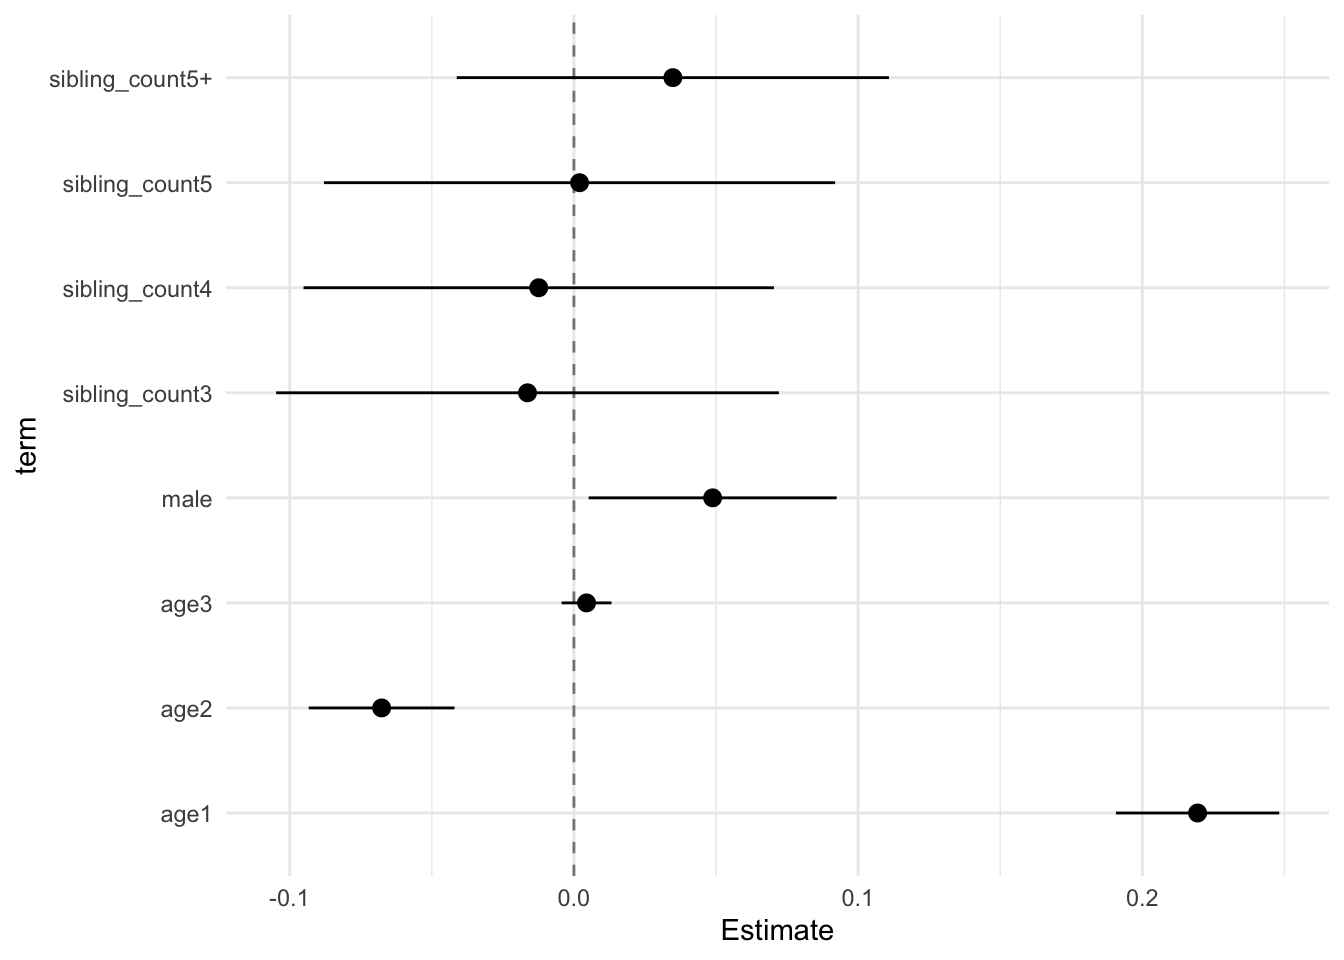 sibling_count5+
sibling_count5
sibling_count4
sibling_count3
male
age3
age2
age1
term
-0.1
0.0
0.1
0.2
Estimate